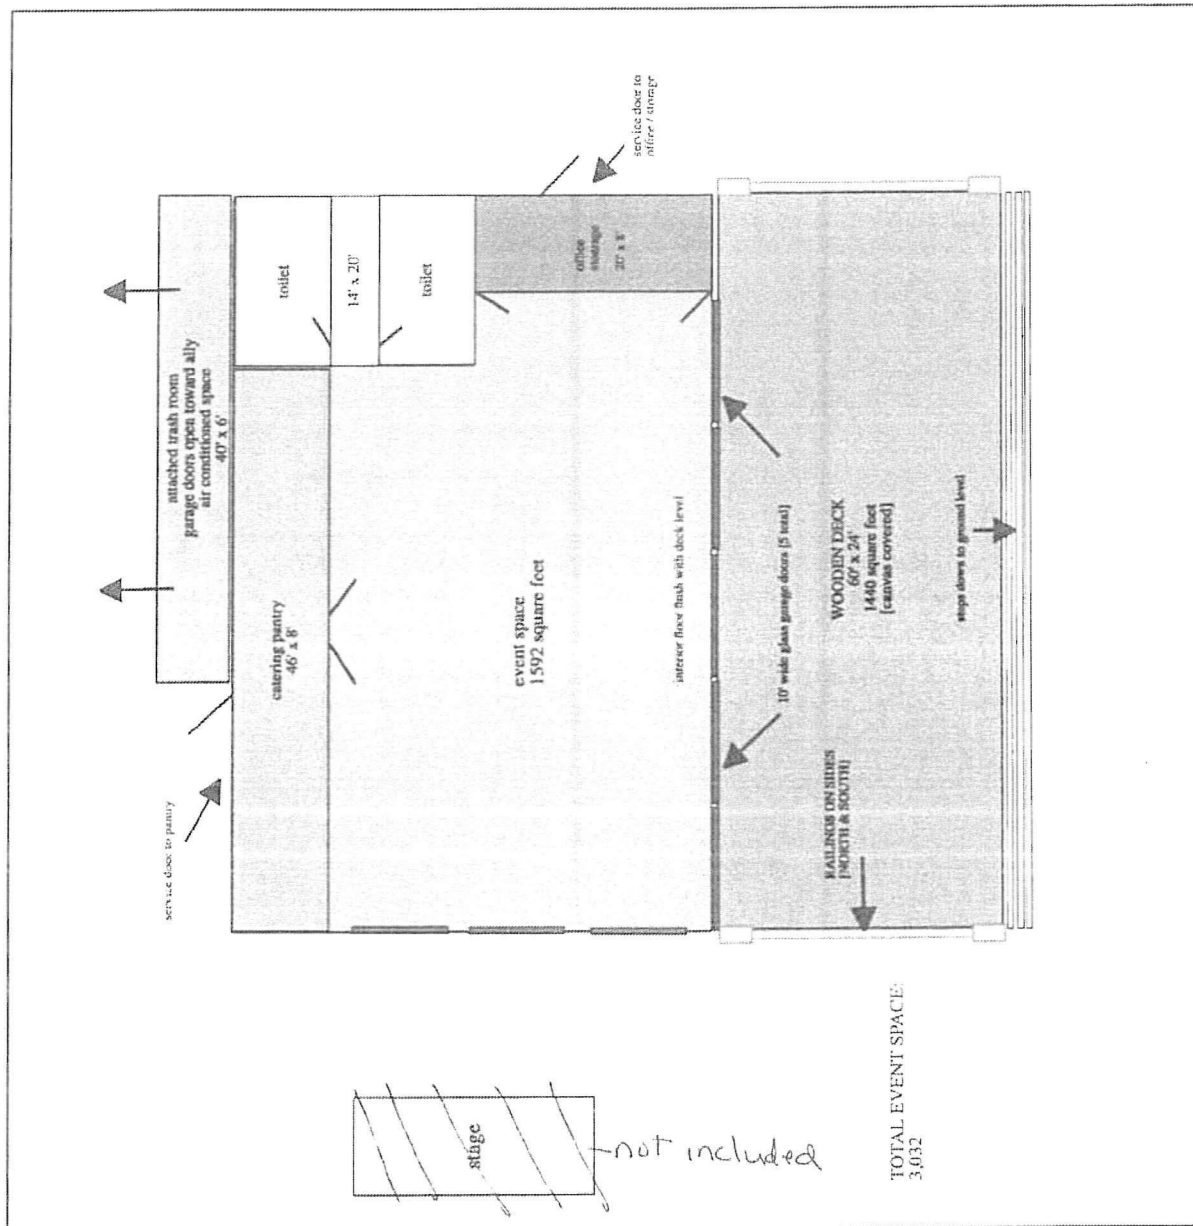 attached trash room
garage doors open toward ally
air conditioned space
40' x 6'
service door to pantry
catering pantry
46' x 8'
toilet
14' x 20'
toilet
service door to
office / storage
office
storage
20' x 8'
event space
1592 square feet
interior floor flush with deck level
10' wide glass garage doors [5 total]
WOODEN DECK
60' x 24'
1440 square feet
[canvas covered]
RAILINGS ON SIDES
[NORTH & SOUTH]
steps down to ground level
stage
not included
TOTAL EVENT SPACE:
3,032